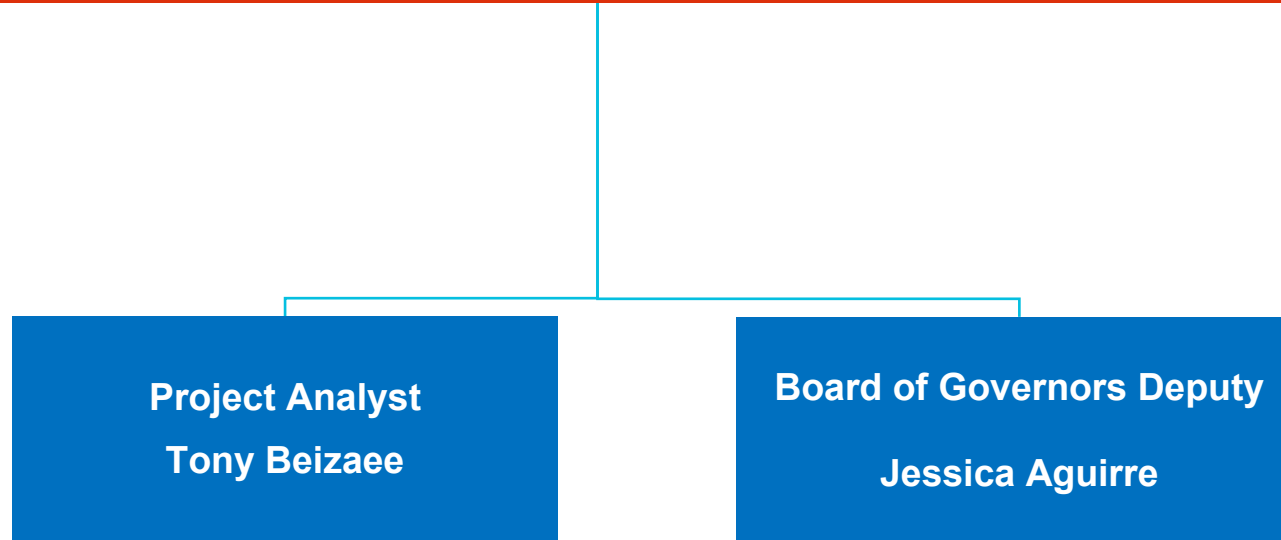 Project Analyst
Tony Beizaee
Board of Governors Deputy
Jessica Aguirre